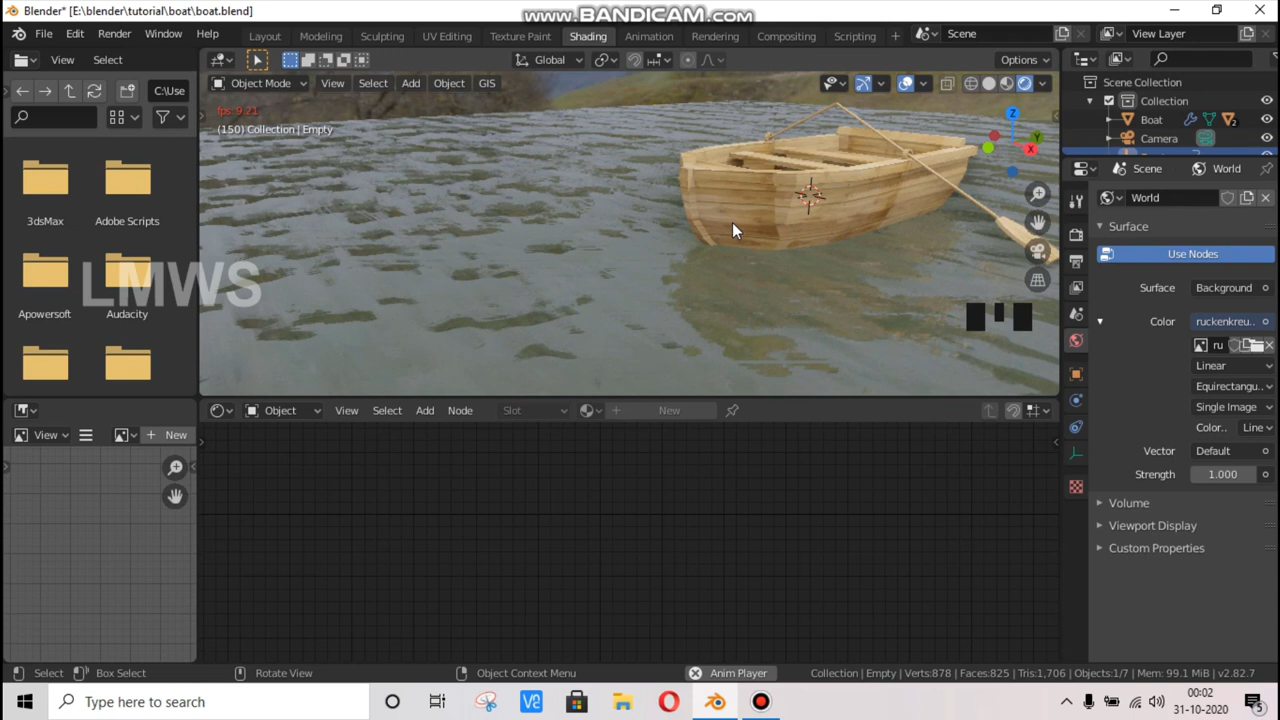 Blender* [E:\blender\tutorial\boat\boat.blend]
www.BANDICAM.com
File Edit Render Window Help
Layout Modeling Sculpting UV Editing Texture Paint Shading Animation Rendering Compositing Scripting +
Scene
View Layer
View Select
Global
Options
C:\Use
Object Mode View Select Add Object GIS
fps 9.21
(150) Collection | Empty
Scene Collection
Collection
Boat
2
Camera
Z
Y
X
Scene
World
3dsMax
Adobe Scripts
World
Surface
Use Nodes
Surface
Background
LMWS
Apowersoft
Audacity
Color
ruckenkreu..
ru
Linear
Equirectangu..
Single Image
Color..
Line
Vector
Default
Strength
1.000
Volume
Viewport Display
Custom Properties
Object View Select Add Node Slot New
View
New
Select Box Select Rotate View Object Context Menu Anim Player Collection | Empty | Verts:878 | Faces:825 | Tris:1,706 | Objects:1/7 | Mem: 99.1 MiB | v2.82.7
Type here to search
00:02
31-10-2020
5